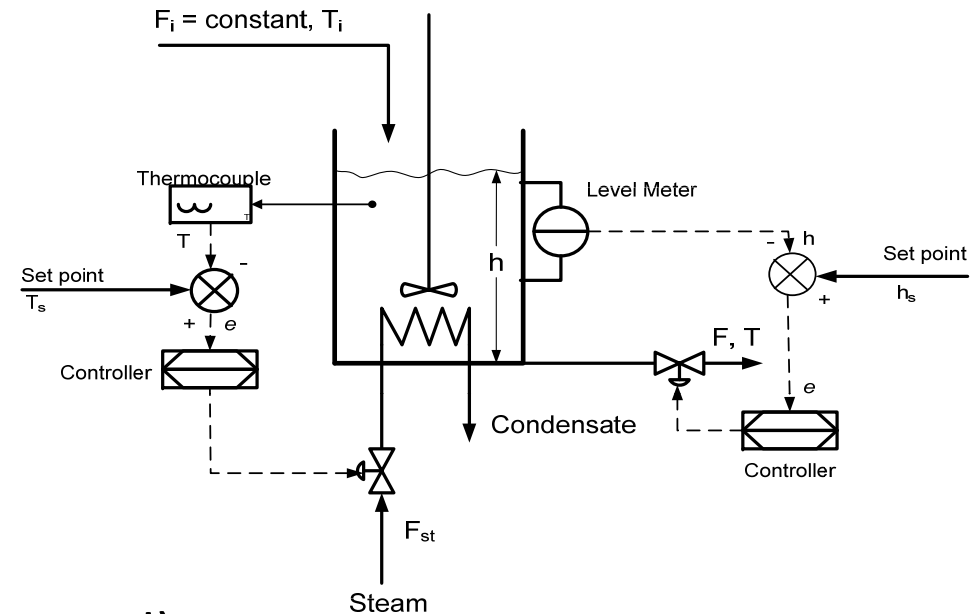 Fi = constant, Ti
Thermocouple
T
T
Set point
Ts
-
+
e
Controller
h
Level Meter
-
h
Set point
hs
+
F, T
e
Controller
Condensate
Fst
Steam